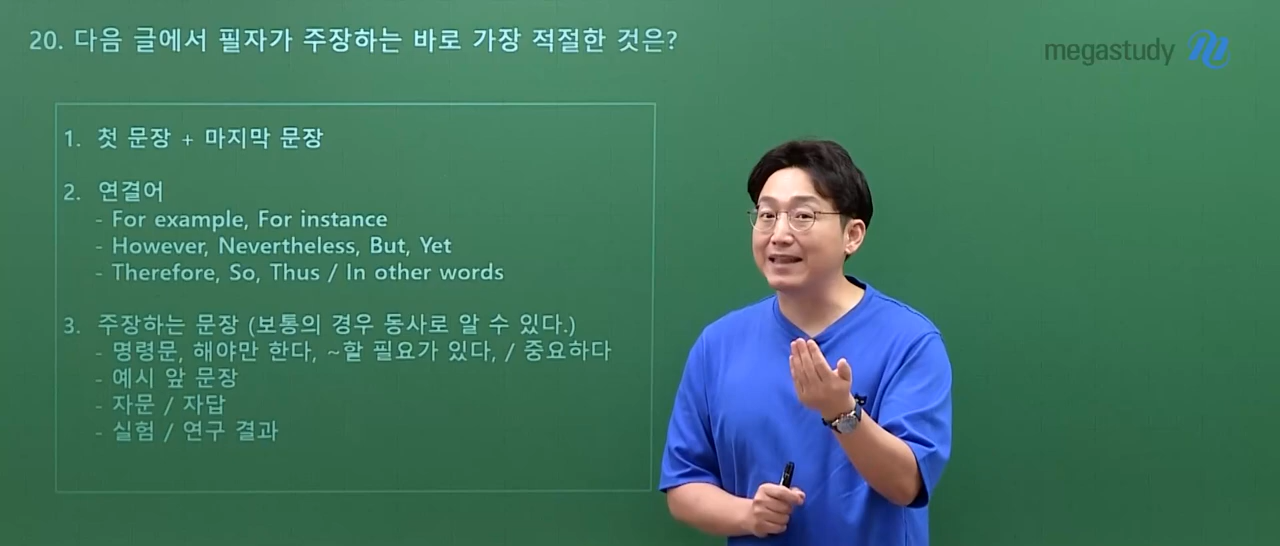 20. 다음 글에서 필자가 주장하는 바로 가장 적절한 것은?
megastudy
1. 첫 문장 + 마지막 문장
2. 연결어
- For example, For instance
- However, Nevertheless, But, Yet
- Therefore, So, Thus / In other words
3. 주장하는 문장 (보통의 경우 동사로 알 수 있다.)
- 명령문, 해야만 한다, ~할 필요가 있다, / 중요하다
- 예시 앞 문장
- 자문 / 자답
- 실험 / 연구 결과